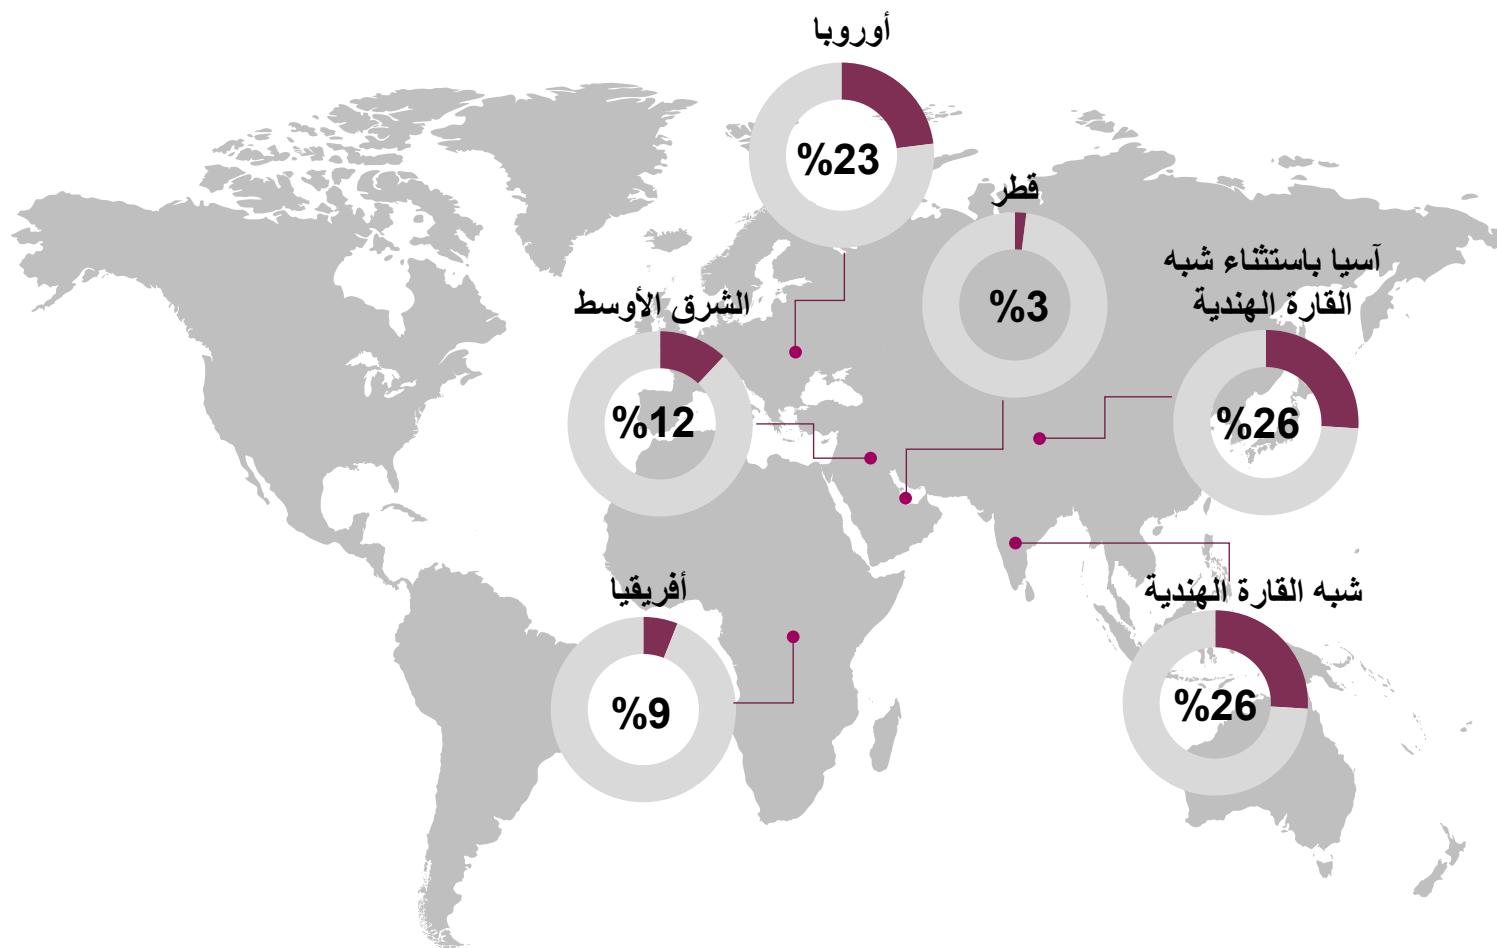 أوروبا
%23
قطر
%3
آسيا باستثناء شبه
القارة الهندية
%26
الشرق الأوسط
%12
أفريقيا
%9
شبه القارة الهندية
%26